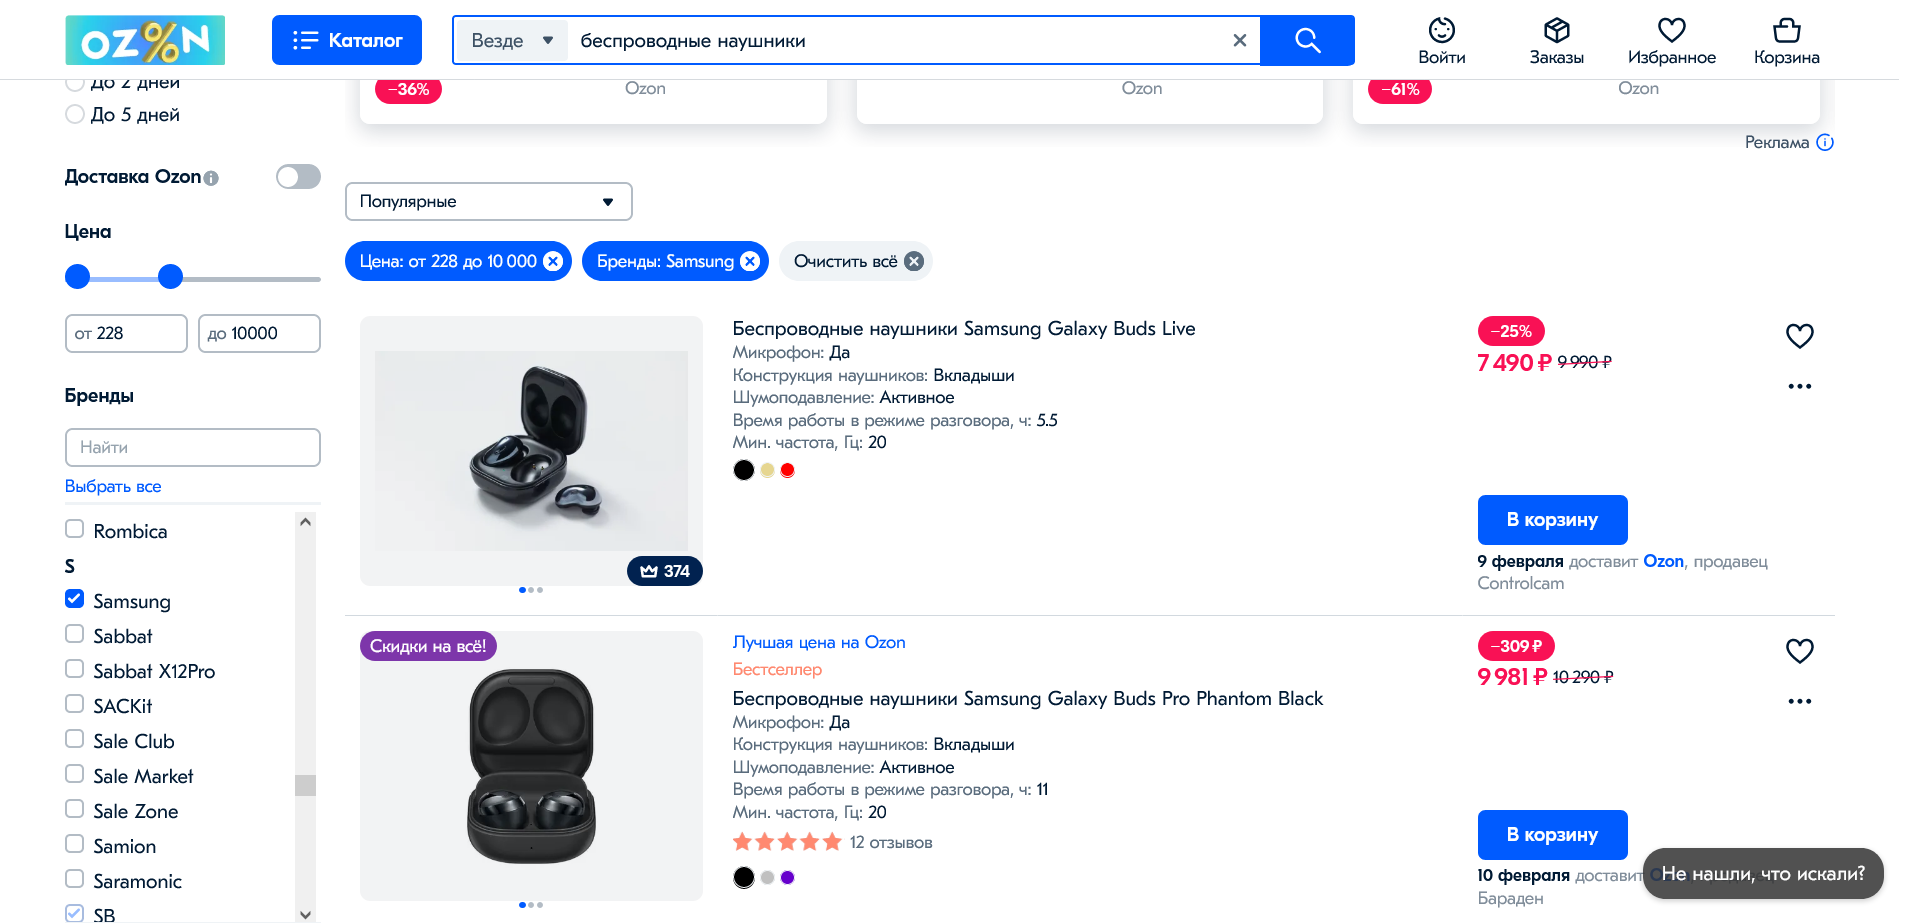 OZ%N
Каталог
Везде
беспроводные наушники
Войти
Заказы
Избранное
Корзина
До 2 дней
До 5 дней
−36%
Ozon
Ozon
−61%
Ozon
Реклама
Доставка Ozon
Цена
от 228
до 10000
Бренды
Найти
Выбрать все
Rombica
S
Samsung
Sabbat
Sabbat X12Pro
SACKit
Sale Club
Sale Market
Sale Zone
Samion
Saramonic
SB
Популярные
Цена: от 228 до 10 000
Бренды: Samsung
Очистить всё
374
Беспроводные наушники Samsung Galaxy Buds Live
Микрофон: Да
Конструкция наушников: Вкладыши
Шумоподавление: Активное
Время работы в режиме разговора, ч: 5.5
Мин. частота, Гц: 20
−25%
7 490 ₽ 9 990 ₽
В корзину
9 февраля доставит Ozon, продавец
Controlcam
Скидки на всё!
Лучшая цена на Ozon
Бестселлер
Беспроводные наушники Samsung Galaxy Buds Pro Phantom Black
Микрофон: Да
Конструкция наушников: Вкладыши
Шумоподавление: Активное
Время работы в режиме разговора, ч: 11
Мин. частота, Гц: 20
12 отзывов
−309 ₽
9 981 ₽ 10 290 ₽
В корзину
10 февраля доставит
Бараден
Не нашли, что искали?